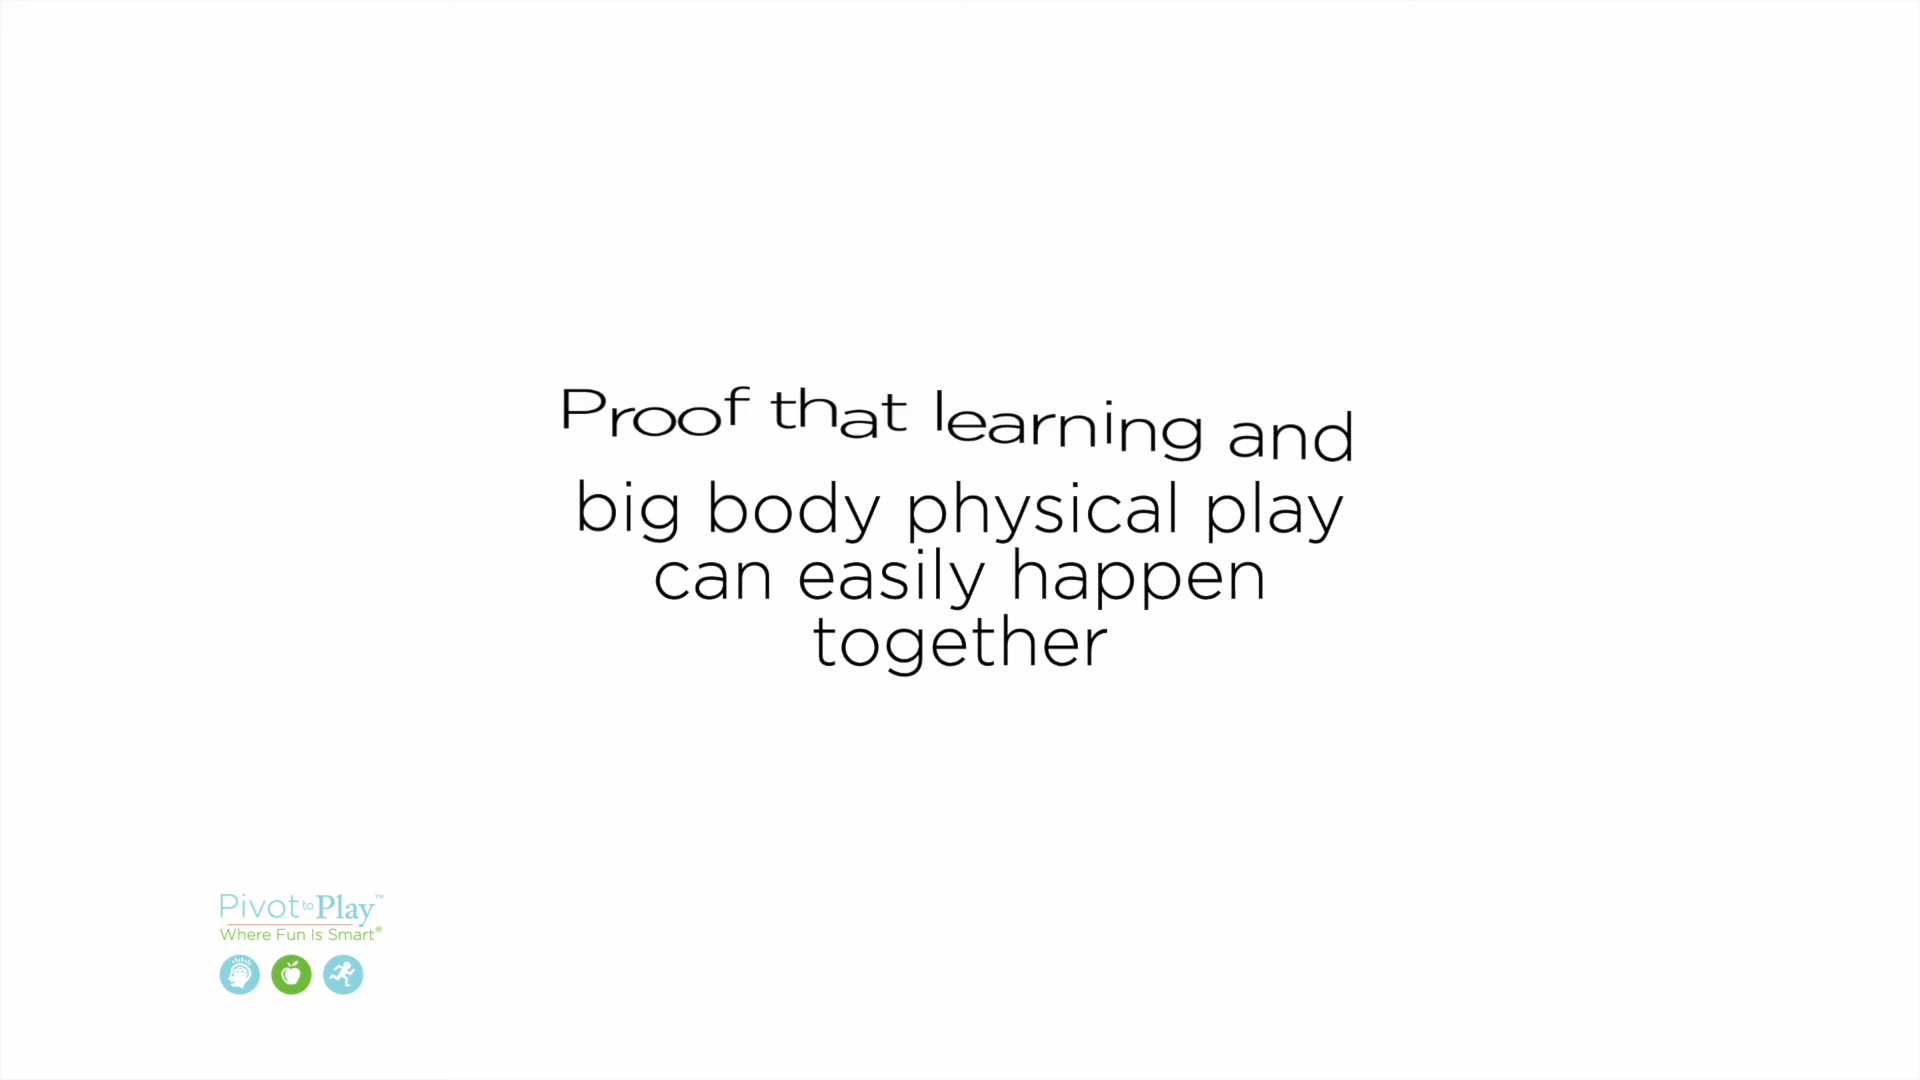 Proof that learning and
big body physical play
can easily happen
together
Pivot to Play™
Where Fun Is Smart®